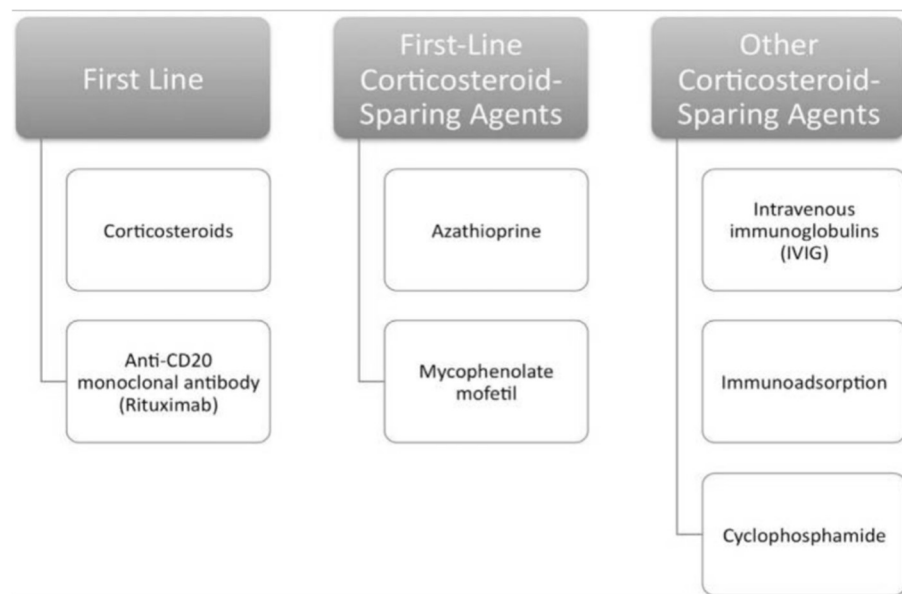 First Line
Corticosteroids
Anti-CD20
monoclonal antibody
(Rituximab)
First-Line
Corticosteroid-
Sparing Agents
Azathioprine
Mycophenolate
mofetil
Other
Corticosteroid-
Sparing Agents
Intravenous
immunoglobulins
(IVIG)
Immunoadsorption
Cyclophosphamide